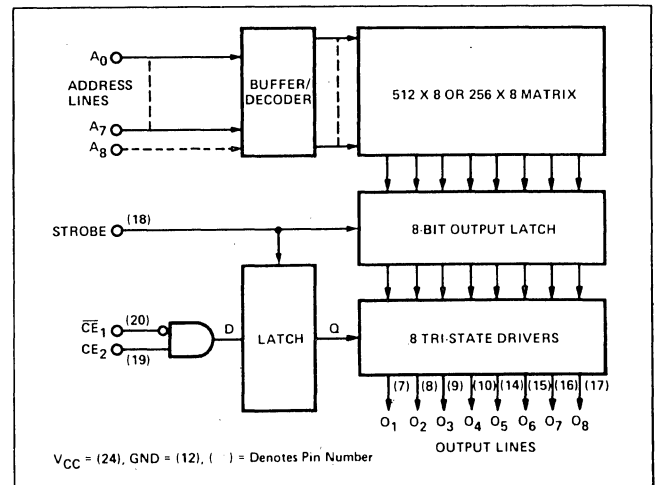 A0
ADDRESS
LINES
A7
A8
BUFFER/
DECODER
512 X 8 OR 256 X 8 MATRIX
STROBE
(18)
8-BIT OUTPUT LATCH
CE1
(20)
CE2
(19)
D
LATCH
Q
8 TRI-STATE DRIVERS
(7) (8) (9) (10) (14) (15) (16) (17)
O1 O2 O3 O4 O5 O6 O7 O8
OUTPUT LINES
VCC = (24), GND = (12), ( ) = Denotes Pin Number